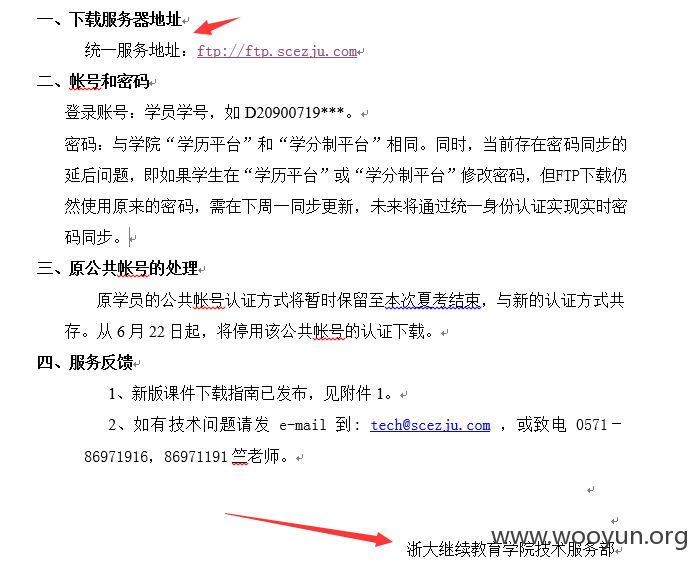 一、下载服务器地址
统一服务地址：ftp://ftp.scezju.com
二、帐号和密码
登录账号：学员学号，如 D20900719***。
密码：与学院“学历平台”和“学分制平台”相同。同时，当前存在密码同步的
延后问题，即如果学生在“学历平台”或“学分制平台”修改密码，但FTP下载仍
然使用原来的密码，需在下周一同步更新，未来将通过统一身份认证实现实时密
码同步。
三、原公共帐号的处理
原学员的公共帐号认证方式将暂时保留至本次夏考结束，与新的认证方式共
存。从 6 月 22 日起，将停用该公共帐号的认证下载。
四、服务反馈
1、新版课件下载指南已发布，见附件 1。
2、如有技术问题请发 e-mail 到：tech@scezju.com ，或致电 0571－
86971916，86971191 竺老师。
www.wooyun.org
浙大继续教育学院技术服务部